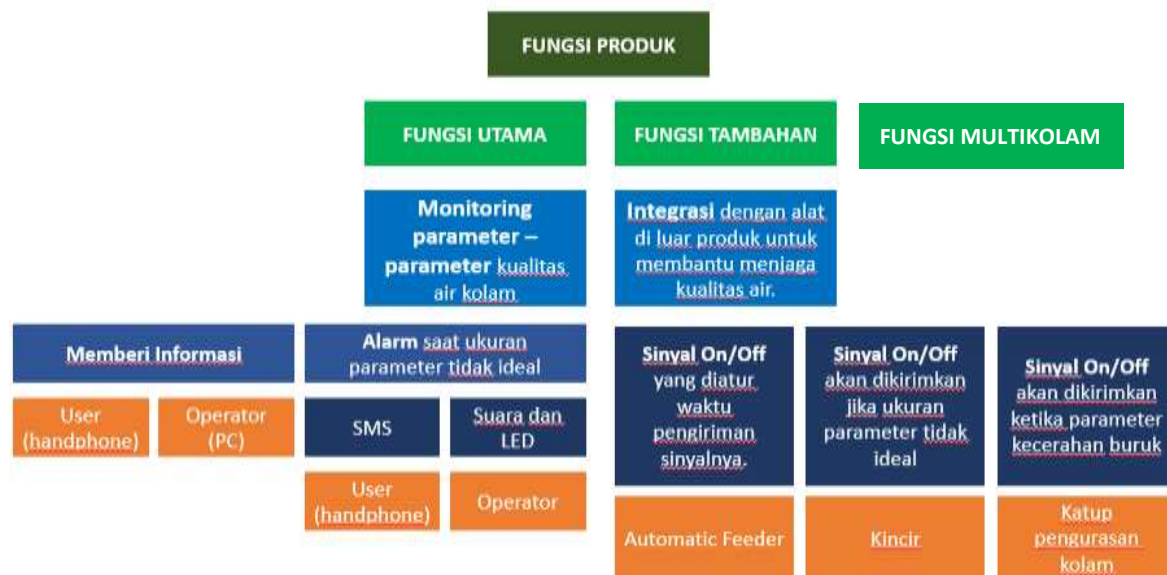 FUNGSI PRODUK
FUNGSI UTAMA
FUNGSI TAMBAHAN
FUNGSI MULTIKOLAM
Monitoring
parameter –
parameter kualitas
air kolam
Integrasi dengan alat
di luar produk untuk
membantu menjaga
kualitas air.
Memberi Informasi
Alarm saat ukuran
parameter tidak ideal
User
(handphone)
Operator
(PC)
SMS
Suara dan
LED
User
(handphone)
Operator
Sinyal On/Off
yang diatur
waktu
pengiriman
sinyalnya.
Sinyal On/Off
akan dikirimkan
jika ukuran
parameter tidak
ideal
Sinyal On/Off
akan dikirimkan
ketika parameter
kecerahan buruk
Automatic Feeder
Kincir
Katup
pengurasan
kolam